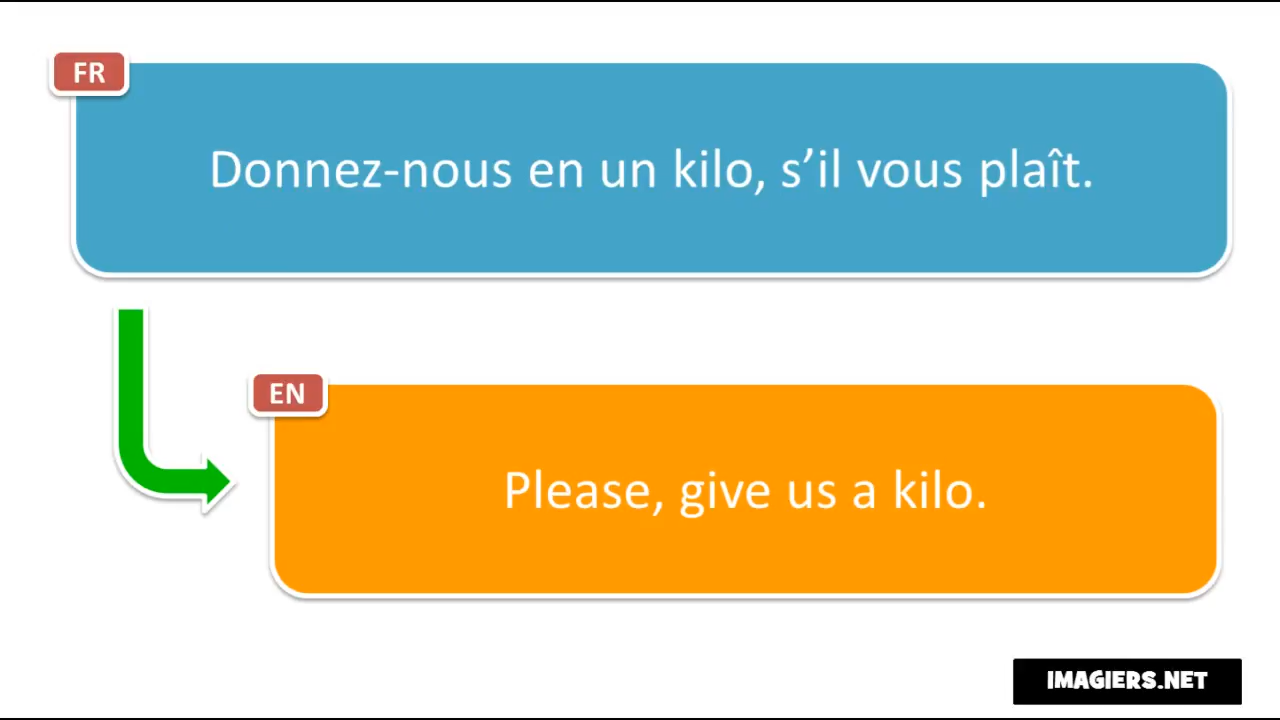 FR
Donnez-nous en un kilo, s’il vous plaît.
EN
Please, give us a kilo.
IMAGIERS.NET